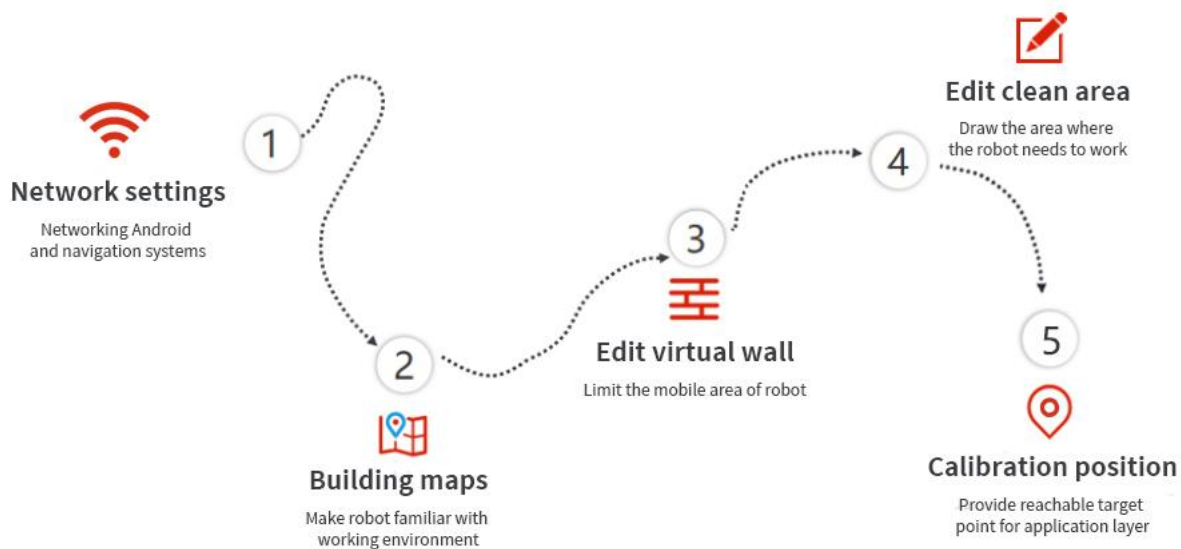 1
Network settings
Networking Android
and navigation systems
2
Building maps
Make robot familiar with
working environment
3
Edit virtual wall
Limit the mobile area of robot
4
Edit clean area
Draw the area where
the robot needs to work
5
Calibration position
Provide reachable target
point for application layer